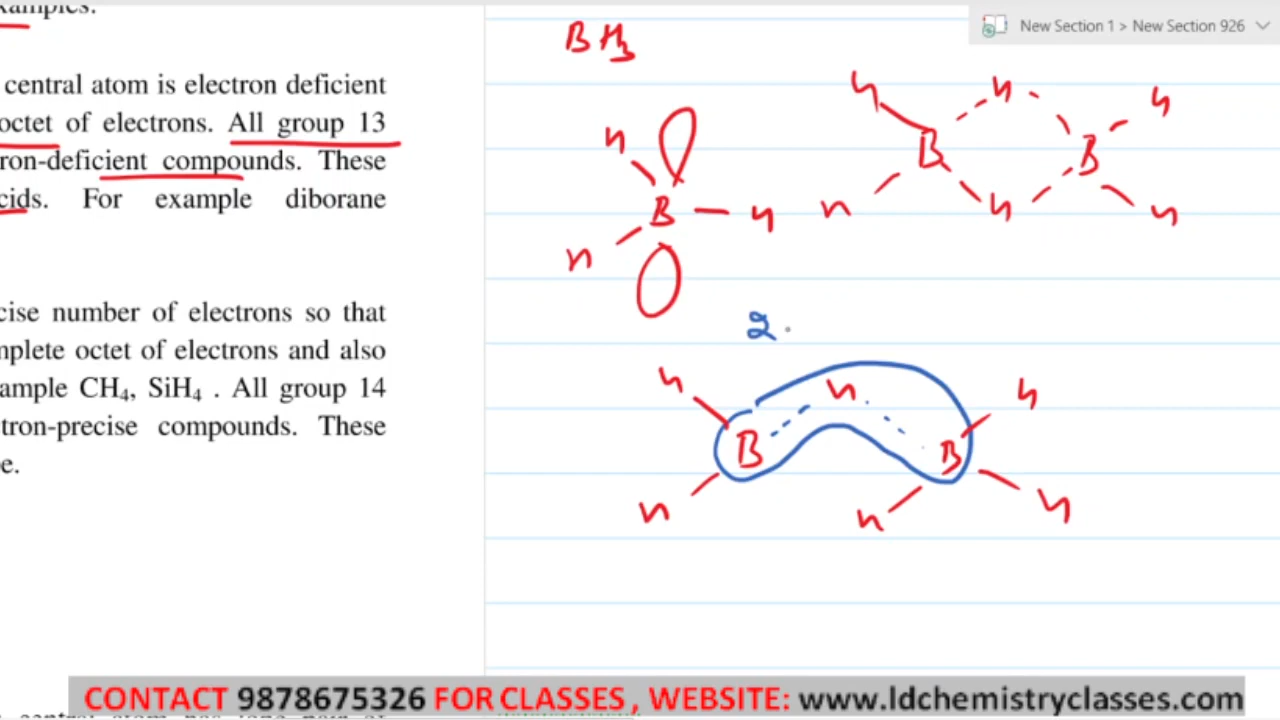 xamples.
central atom is electron deficient
octet of electrons. All group 13
ron-deficient compounds. These
cids. For example diborane
cise number of electrons so that
mplete octet of electrons and also
ample CH₄, SiH₄ . All group 14
tron-precise compounds. These
e.
New Section 1 > New Section 926
BH₃
H
B H
H
H H H
B B
H H H
2
H H H
B B
H H H
CONTACT 9878675326 FOR CLASSES, WEBSITE: www.ldchemistryclasses.com